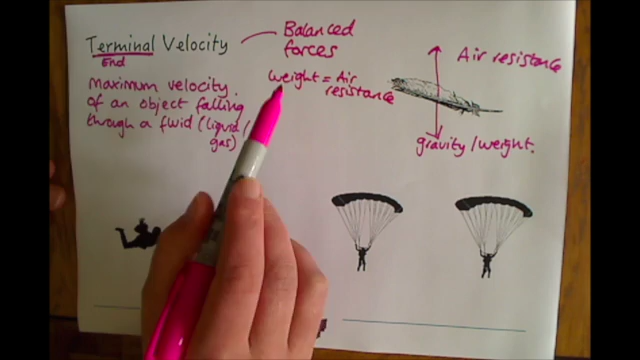 Terminal Velocity
End
Balanced
forces
weight = Air
resistance
maximum velocity.
of an object falling
through a fluid (liquid/
gas)
Air resistance
gravity/weight.